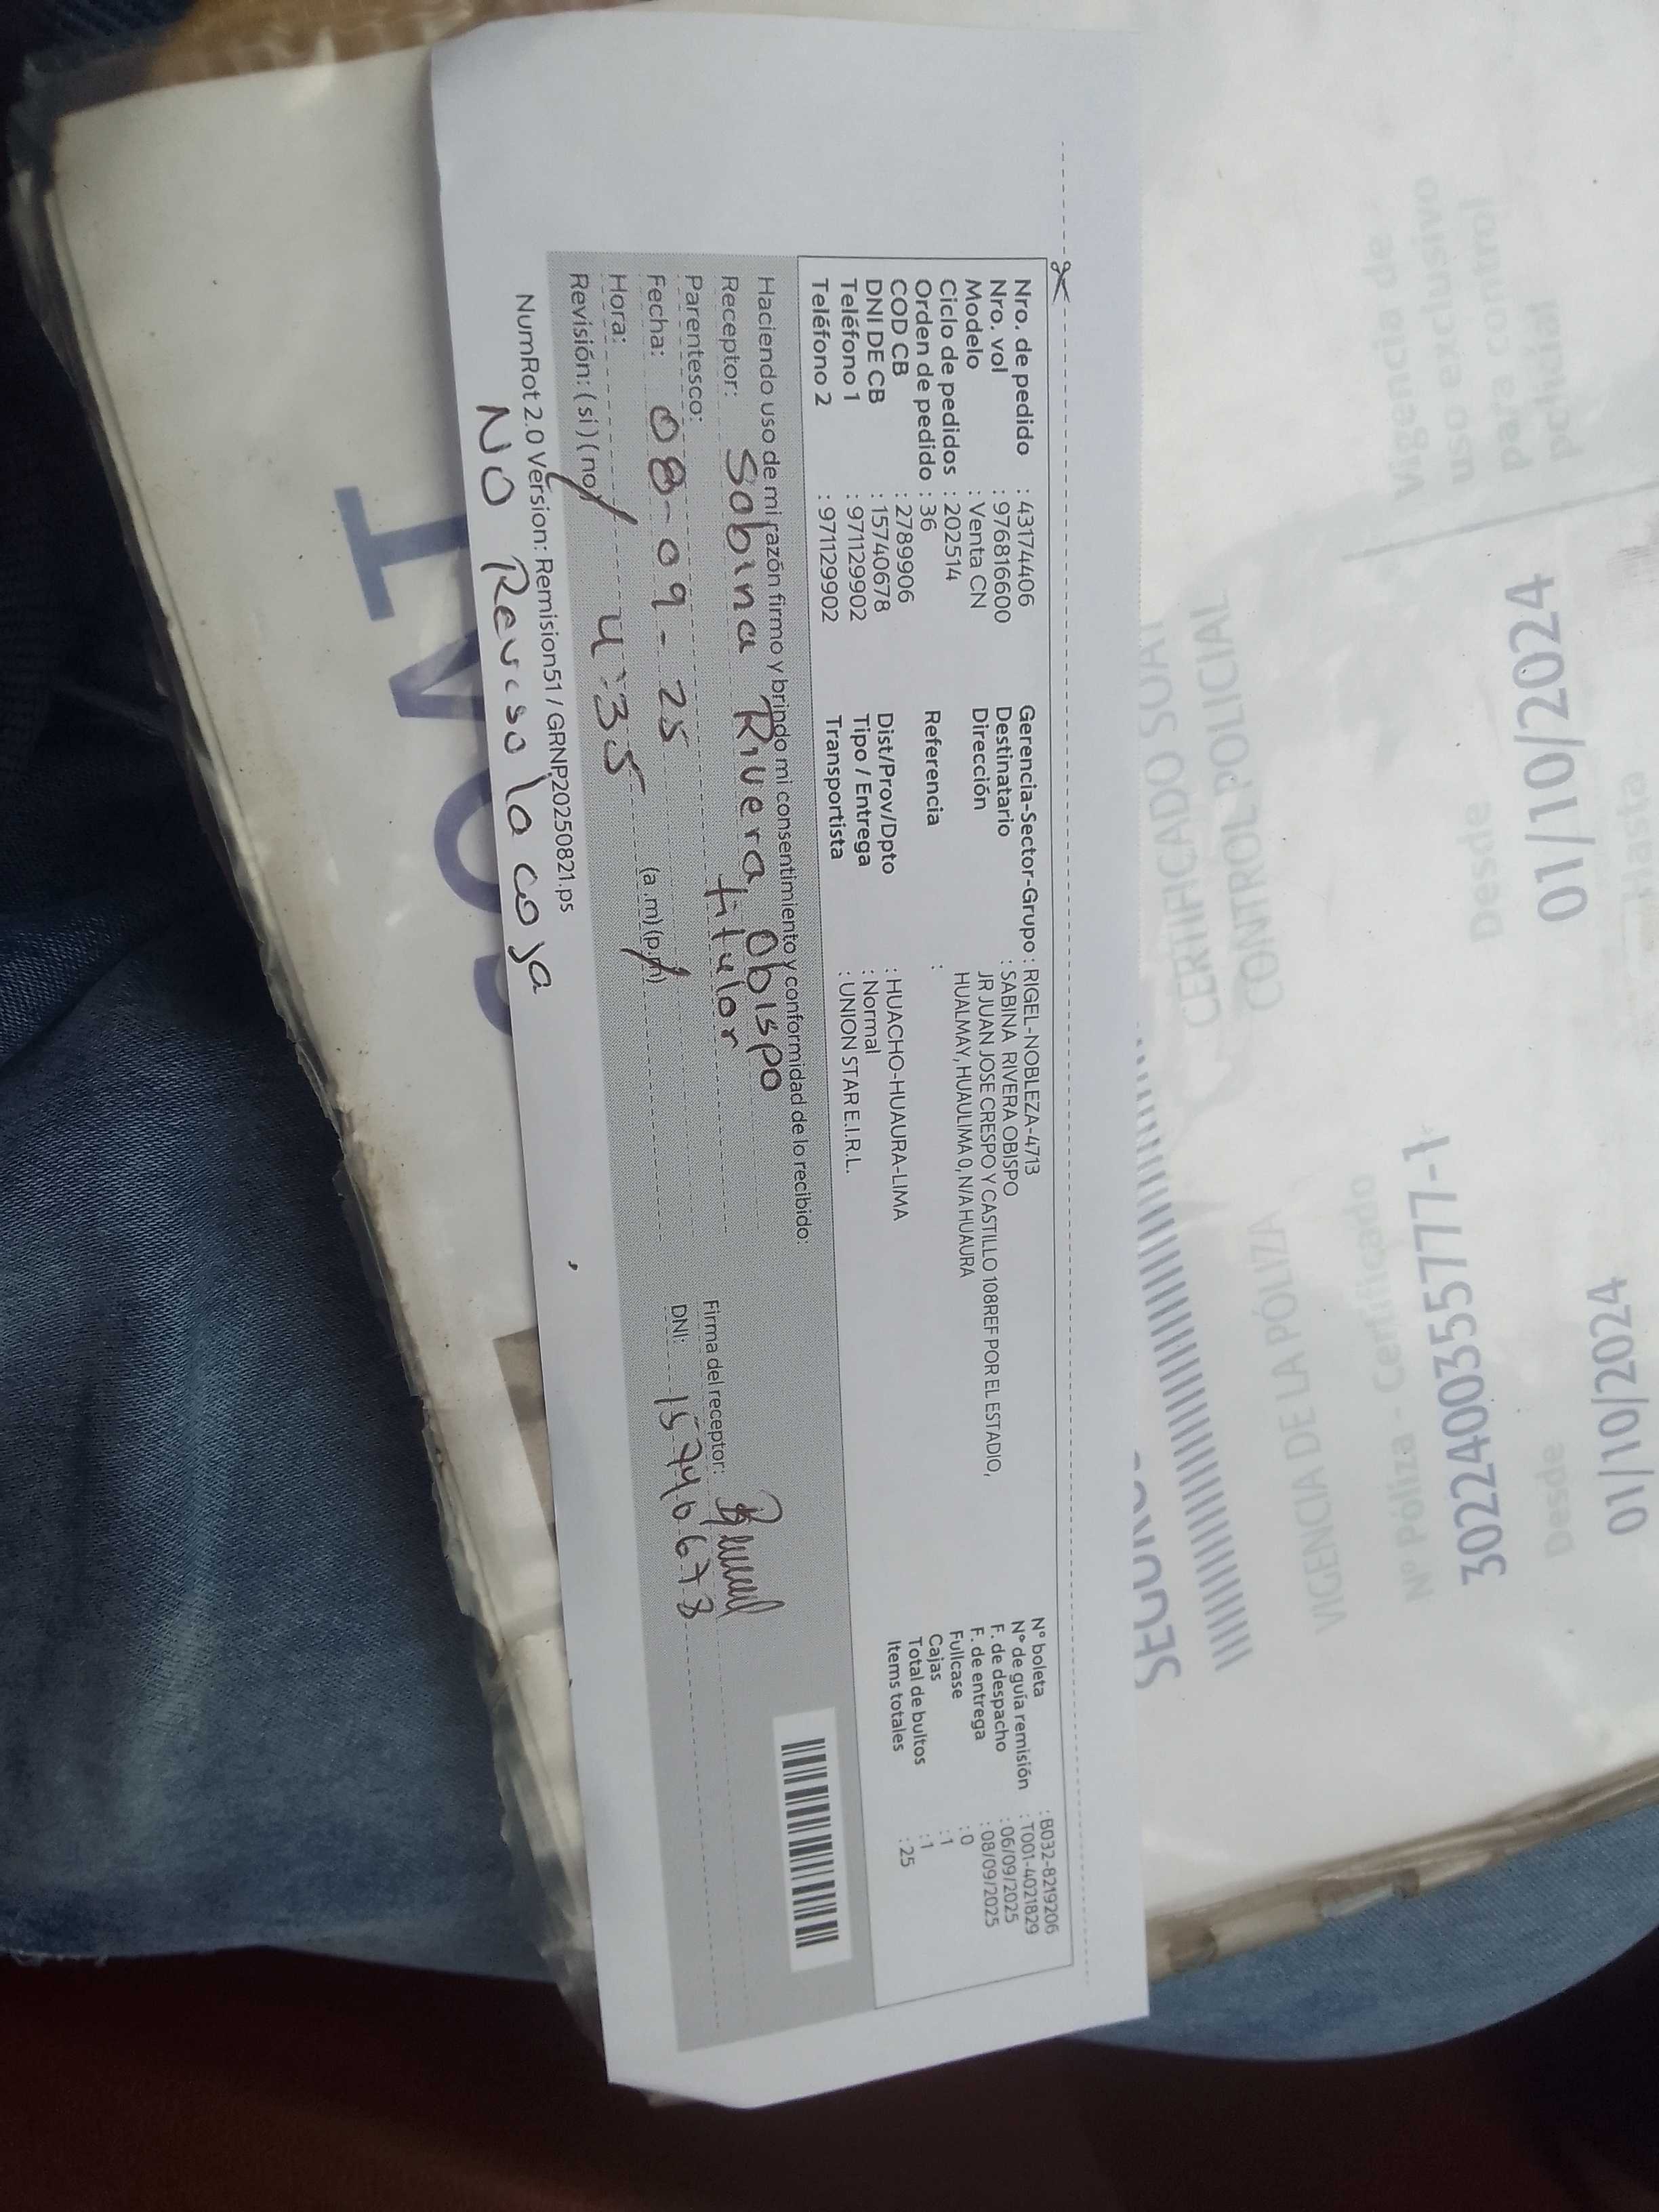 Nro. de pedido : 43174406
Nro. vol : 976816600
Modelo : Venta CN
Ciclo de pedidos : 202514
Orden de pedido : 36
COD CB : 27899906
DNI DE CB : 15740678
Teléfono 1 : 971129902
Teléfono 2 : 971129902
Gerencia-Sector-Grupo : RIGEL-NOBLEZA-4713
Destinatario : SABINA RIVERA OBISPO
Dirección JR JUAN JOSE CRESPO Y CASTILLO 108REF POR EL ESTADIO,
HUALMAY, HUAULIMA 0, N/A HUAURA
Referencia :
Dist/Prov/Dpto : HUACHO-HUAURA-LIMA
Tipo / Entrega : Normal
Transportista : UNION STAR E.I.R.L.
N° boleta : B032-8219206
N° de guía remisión : T001-4021829
F. de despacho : 06/09/2025
F. de entrega : 08/09/2025
Fullcase : 0
Cajas : 1
Total de bultos : 1
Items totales : 25
Haciendo uso de mi razón firmo y brindo mi consentimiento y conformidad de lo recibido:
Receptor: Sabina Rivera Obispo
Parentesco: titular
Fecha: 08-09-25
Hora: 4:35 (a.m) (p.m)
Revisión: ( si ) ( no )
Firma del receptor:
DNI: 15740678
NumRot 2.0 Version: Remision51 / GRNP20250821.ps
NO Reviso la caja
CERTIFICADO
CONTROL POLICIAL
VIGENCIA DE LA PÓLIZA
Nº Póliza - Certificado
3022400355777-1
Vigencia de
uso exclusivo
para control
policial
Desde
01/10/2024
Hasta
Desde
01/10/2024